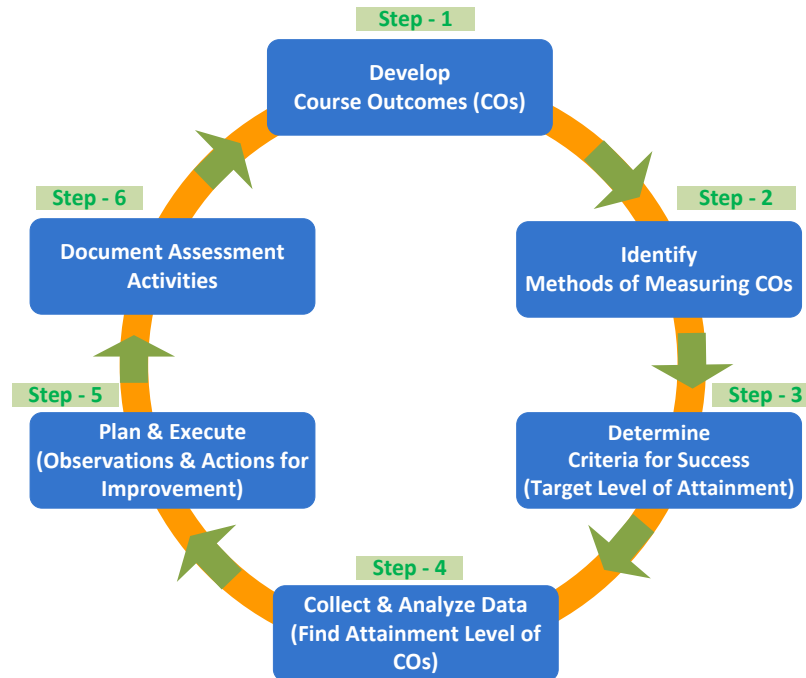 Step - 1
Develop
Course Outcomes (COs)
Step - 2
Identify
Methods of Measuring COs
Step - 3
Determine
Criteria for Success
(Target Level of Attainment)
Step - 4
Collect & Analyze Data
(Find Attainment Level of
COs)
Step - 5
Plan & Execute
(Observations & Actions for
Improvement)
Step - 6
Document Assessment
Activities